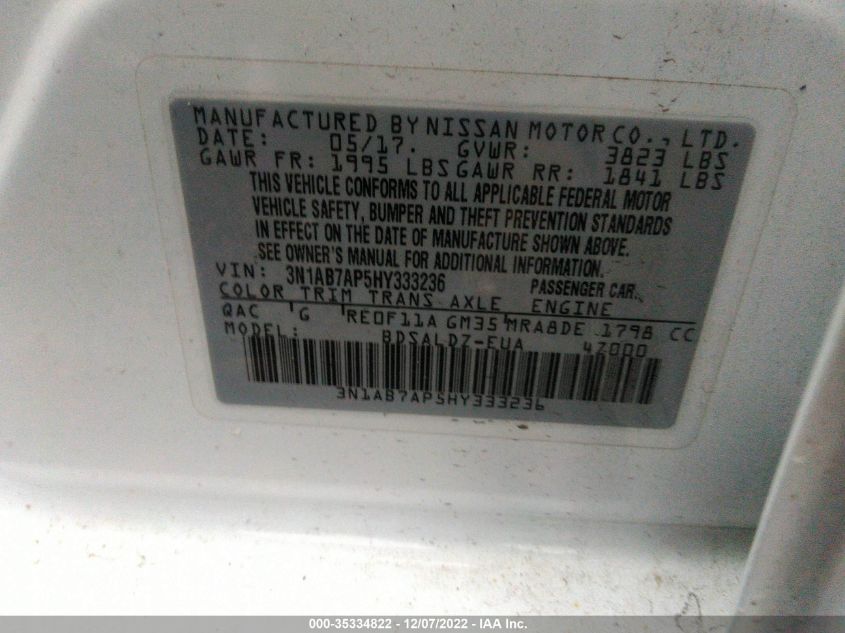 MANUFACTURED BY NISSAN MOTOR CO., LTD.
DATE: 05/17. GVWR: 3823 LBS
GAWR FR: 1995 LBS GAWR RR: 1841 LBS
THIS VEHICLE CONFORMS TO ALL APPLICABLE FEDERAL MOTOR
VEHICLE SAFETY, BUMPER AND THEFT PREVENTION STANDARDS
IN EFFECT ON THE DATE OF MANUFACTURE SHOWN ABOVE.
SEE OWNER'S MANUAL FOR ADDITIONAL INFORMATION.
VIN: 3N1AB7AP5HY333236 PASSENGER CAR.
COLOR TRIM TRANS AXLE ENGINE
QAC G RE0F11A GM35 MRA8DE 1798 CC
MODEL: BDSALDZ-EUA 4Z000
3N1AB7AP5HY333236
000-35334822 - 12/07/2022 - IAA Inc.